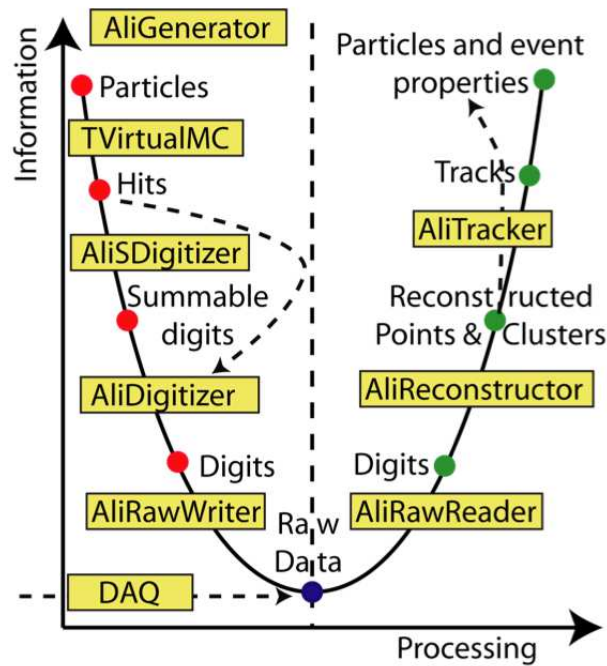 AliGenerator
Information
Particles
TVirtualMC
Hits
AliSDigitizer
Summable
digits
AliDigitizer
Digits
AliRawWriter
Raw
Data
DAQ
Particles and event
properties
Tracks
AliTracker
Reconstructed
Points & Clusters
AliReconstructor
Digits
AliRawReader
Processing